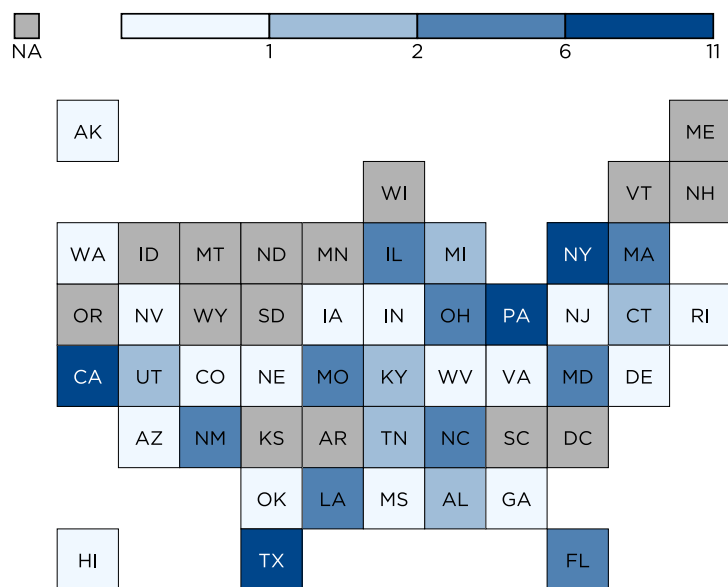 NA 1 2 6 11
AK ME
WI VT NH
WA ID MT ND MN IL MI NY MA
OR NV WY SD IA IN OH PA NJ CT RI
CA UT CO NE MO KY WV VA MD DE
AZ NM KS AR TN NC SC DC
OK LA MS AL GA
HI TX FL